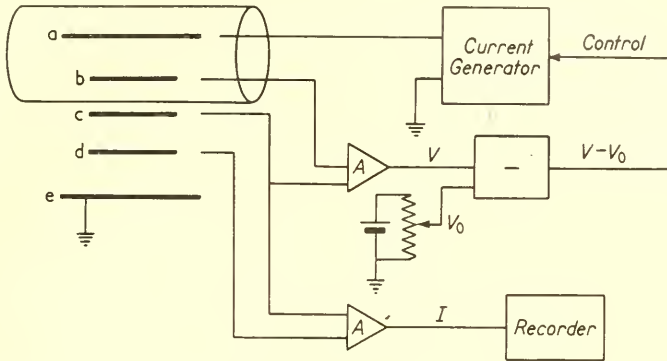 a
Current
Generator
Control
b
c
d
A
V
−
V−V₀
e
V₀
A
I
Recorder